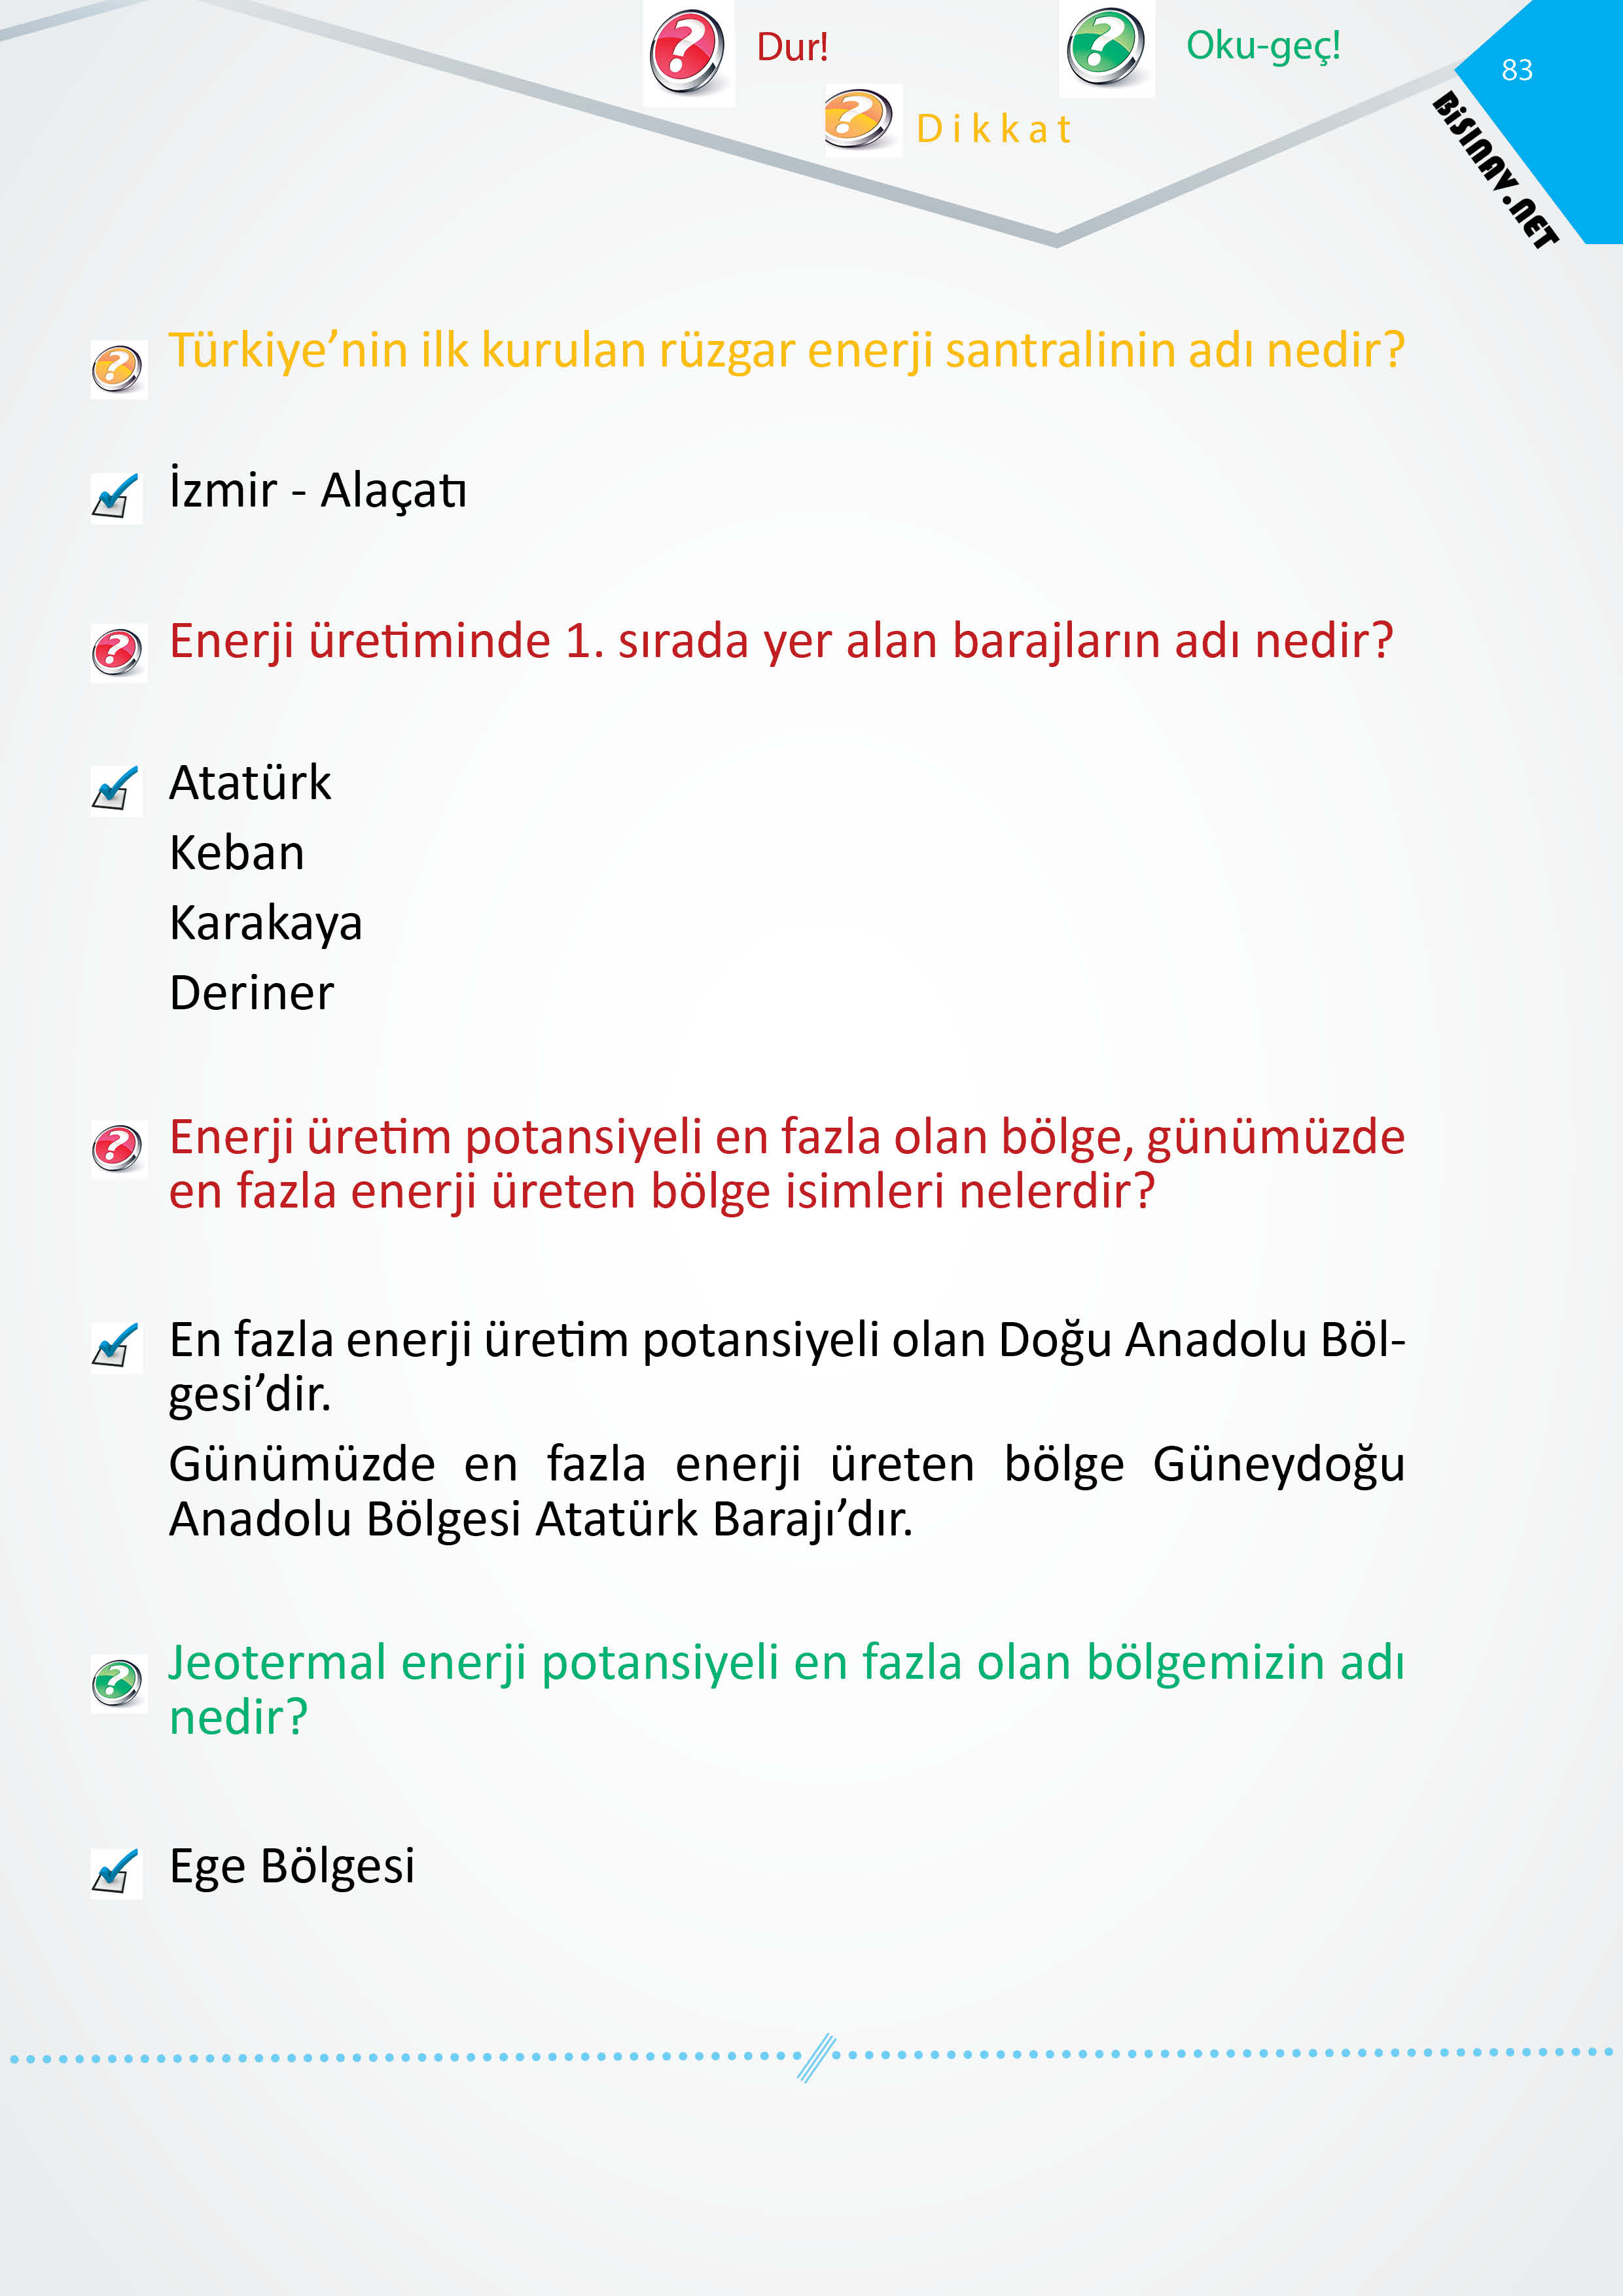 Dur!
Oku-geç!
83
Dikkat
BiSINAV.NET
Türkiye’nin ilk kurulan rüzgar enerji santralinin adı nedir?
İzmir - Alaçatı
Enerji üretiminde 1. sırada yer alan barajların adı nedir?
Atatürk
Keban
Karakaya
Deriner
Enerji üretim potansiyeli en fazla olan bölge, günümüzde
en fazla enerji üreten bölge isimleri nelerdir?
En fazla enerji üretim potansiyeli olan Doğu Anadolu Böl-
gesi’dir.
Günümüzde en fazla enerji üreten bölge Güneydoğu
Anadolu Bölgesi Atatürk Barajı’dır.
Jeotermal enerji potansiyeli en fazla olan bölgemizin adı
nedir?
Ege Bölgesi